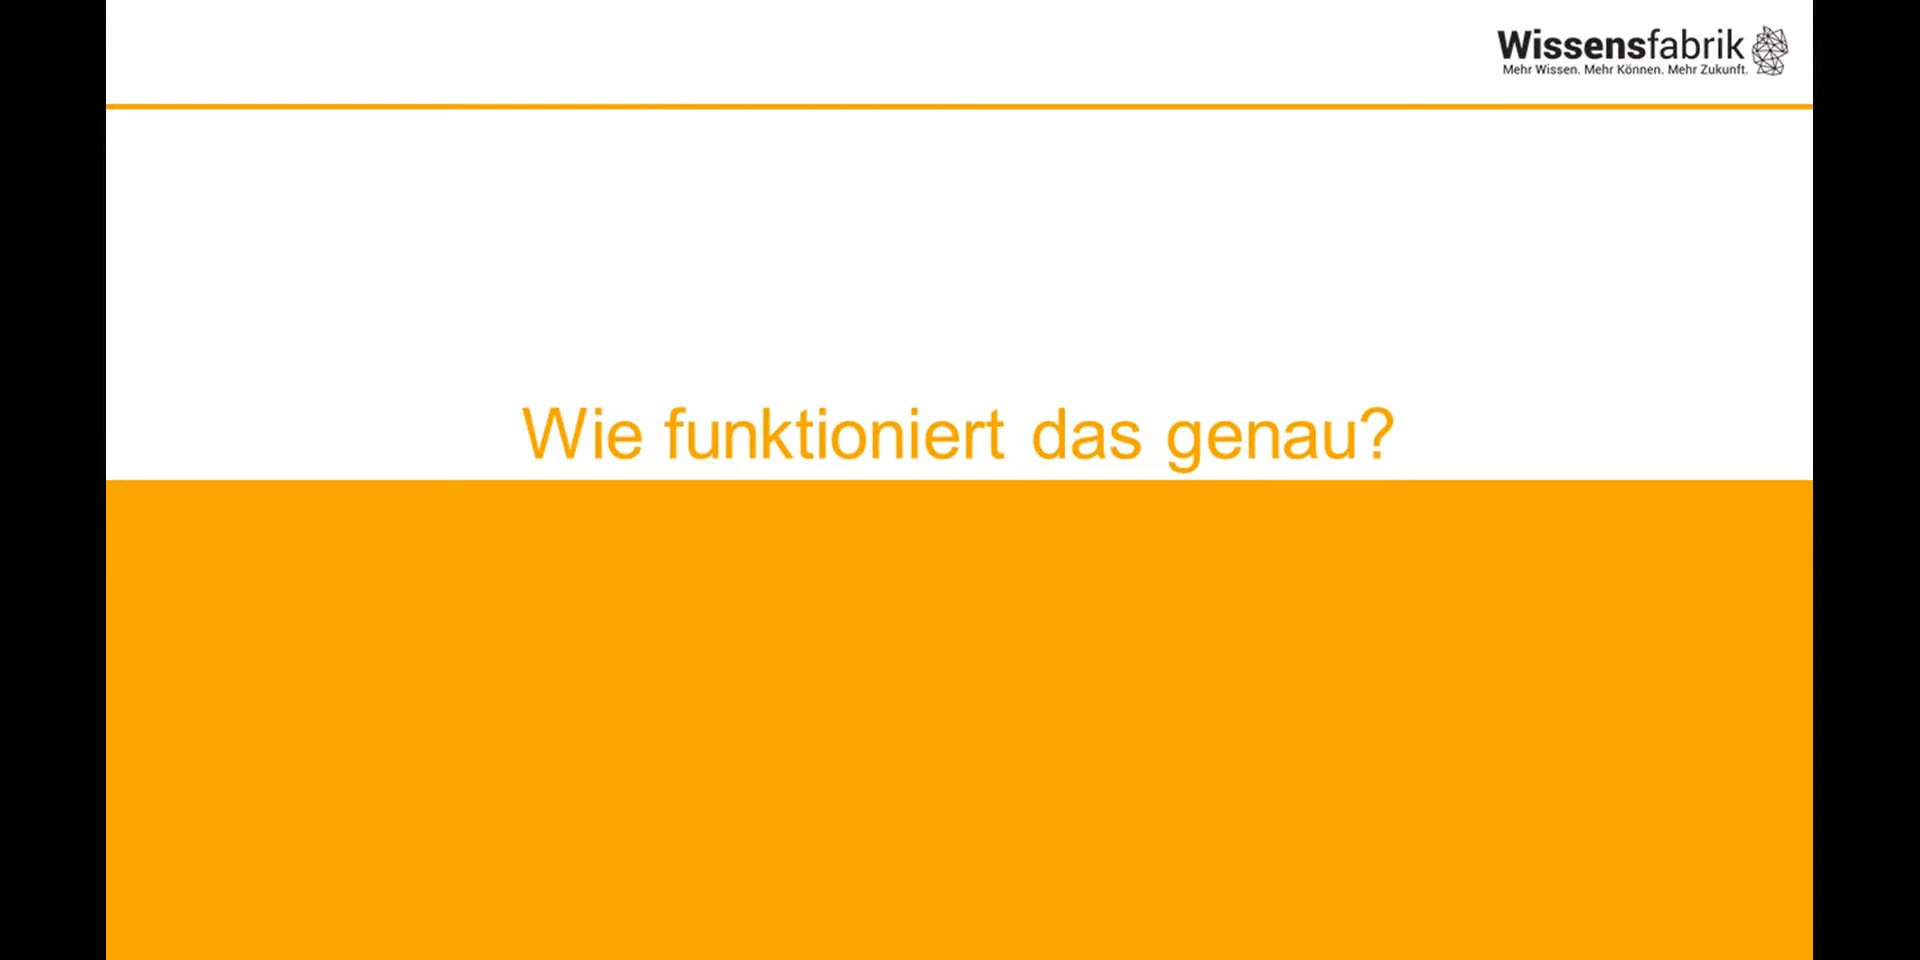 Wissensfabrik
Mehr Wissen. Mehr Können. Mehr Zukunft.
Wie funktioniert das genau?